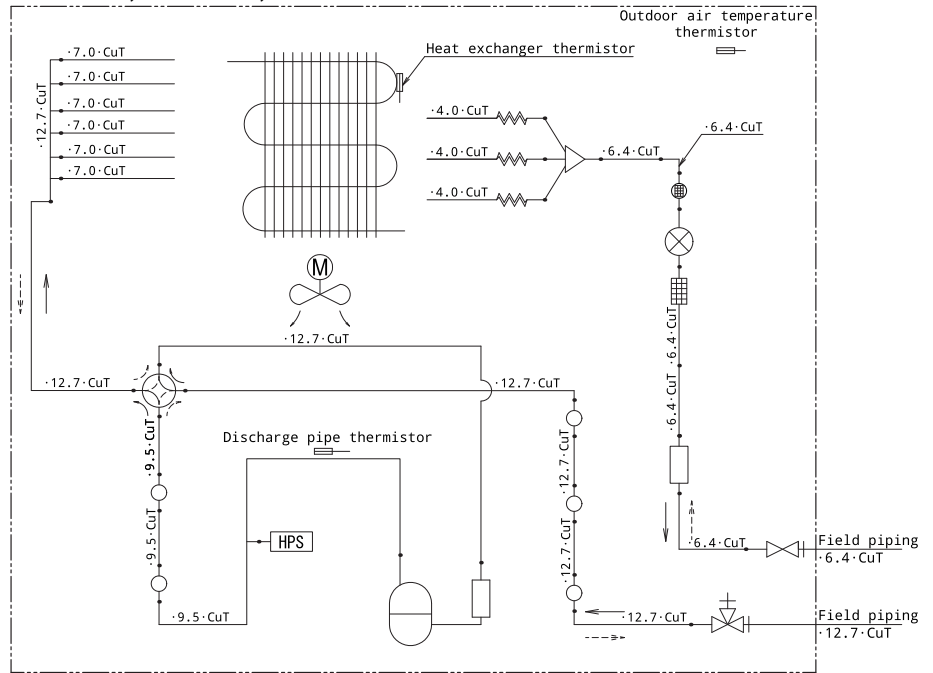 Outdoor air temperature
thermistor
Heat exchanger thermistor
·7.0·CuT
·7.0·CuT
·7.0·CuT
·7.0·CuT
·7.0·CuT
·7.0·CuT
·12.7·CuT
·4.0·CuT
·4.0·CuT
·4.0·CuT
·6.4·CuT
·6.4·CuT
M
·6.4·CuT
·6.4·CuT
·12.7·CuT
·12.7·CuT
·12.7·CuT
·9.5·CuT
·9.5·CuT
Discharge pipe thermistor
HPS
·12.7·CuT
·12.7·CuT
·6.4·CuT
Field piping
·6.4·CuT
·9.5·CuT
·12.7·CuT
Field piping
·12.7·CuT